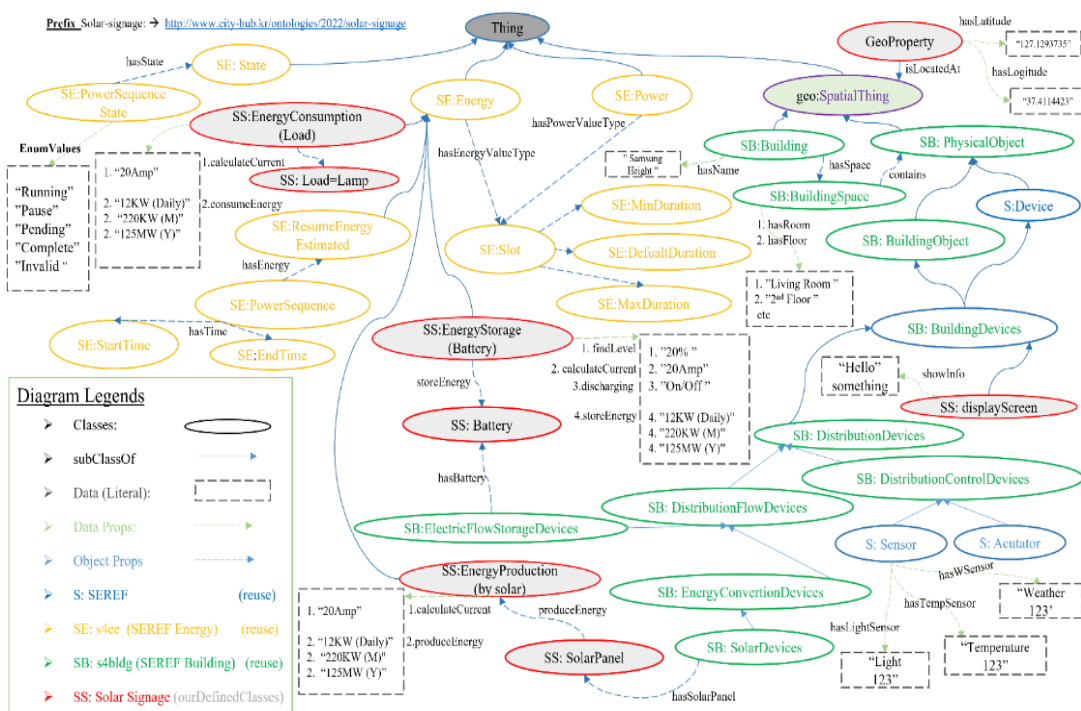 Prefix Solar-signage: → http://www.city-hub.kr/ontologies/2022/solar-signage
Thing
GeoProperty
hasLatitude
"127.1293735"
isLocatedAt
hasLogitude
"37.4114423"
hasState
SE: State
SE:PowerSequence
State
SE:Energy
SE:Power
geo:SpatialThing
SS:EnergyConsumption
(Load)
hasPowerValueType
EnumValues
"Running"
"Pause"
"Pending"
"Complete"
"Invalid "
1. "20Amp"
2. "12KW (Daily)"
2. "220KW (M)"
2. "125MW (Y)"
1.calculateCurrent
2.consumeEnergy
SS: Load=Lamp
hasEnergyValueType
SB:Building
SB: PhysicalObject
" Samsung
Height "
hasName
hasSpace
contains
SB:BuildingSpace
S:Device
SE:ResumeEnergy
Estimated
SE:MinDuration
1. hasRoom
2. hasFloor
SB: BuildingObject
SE:Slot
SE:DefualtDuration
hasEnergy
SE:PowerSequence
SE:MaxDuration
1. "Living Room "
2. "2nd Floor "
etc
hasTime
SE:StartTime
SE:EndTime
SS:EnergyStorage
(Battery)
SB: BuildingDevices
1. findLevel
2. calculateCurrent
3.discharging
4.storeEnergy
1. "20% "
2. "20Amp"
3. "On/Off "
4. "12KW (Daily)"
4. "220KW (M)
4. "125MW (Y)
"Hello"
something
showInfo
SS: displayScreen
storeEnergy
SS: Battery
SB: DistributionDevices
hasBattery
SB: DistributionControlDevices
SB: DistributionFlowDevices
SB:ElectricFlowStorageDevices
S: Sensor
S: Acutator
SS:EnergyProduction
(by solar)
hasWSensor
"Weather
123'
1. "20Amp"
2. "12KW (Daily)"
2. "220KW (M)"
2. "125MW (Y)
1.calculateCurrent
2.produceEnergy
produceEnergy
SB: EnergyConvertionDevices
hasTempSensor
hasLightSensor
SS: SolarPanel
SB: SolarDevices
"Light
123"
"Temperature
123"
hasSolarPanel
Diagram Legends
Classes:
subClassOf
Data (Literal):
Data Props:
Object Props
S: SEREF (reuse)
SE: s4ee (SEREF Energy) (reuse)
SB: s4bldg (SEREF Building) (reuse)
SS: Solar Signage (ourDefinedClasses)